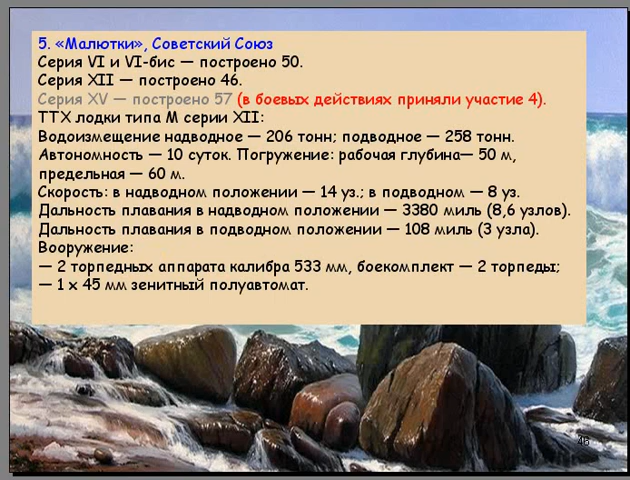 5. «Малютки», Советский Союз
Серия VI и VI-бис — построено 50.
Серия XII — построено 46.
Серия XV — построено 57 (в боевых действиях приняли участие 4).
ТТХ лодки типа М серии XII:
Водоизмещение надводное — 206 тонн; подводное — 258 тонн.
Автономность — 10 суток. Погружение: рабочая глубина— 50 м,
предельная — 60 м.
Скорость: в надводном положении — 14 уз.; в подводном — 8 уз.
Дальность плавания в надводном положении — 3380 миль (8,6 узлов).
Дальность плавания в подводном положении — 108 миль (3 узла).
Вооружение:
— 2 торпедных аппарата калибра 533 мм, боекомплект — 2 торпеды;
— 1 х 45 мм зенитный полуавтомат.